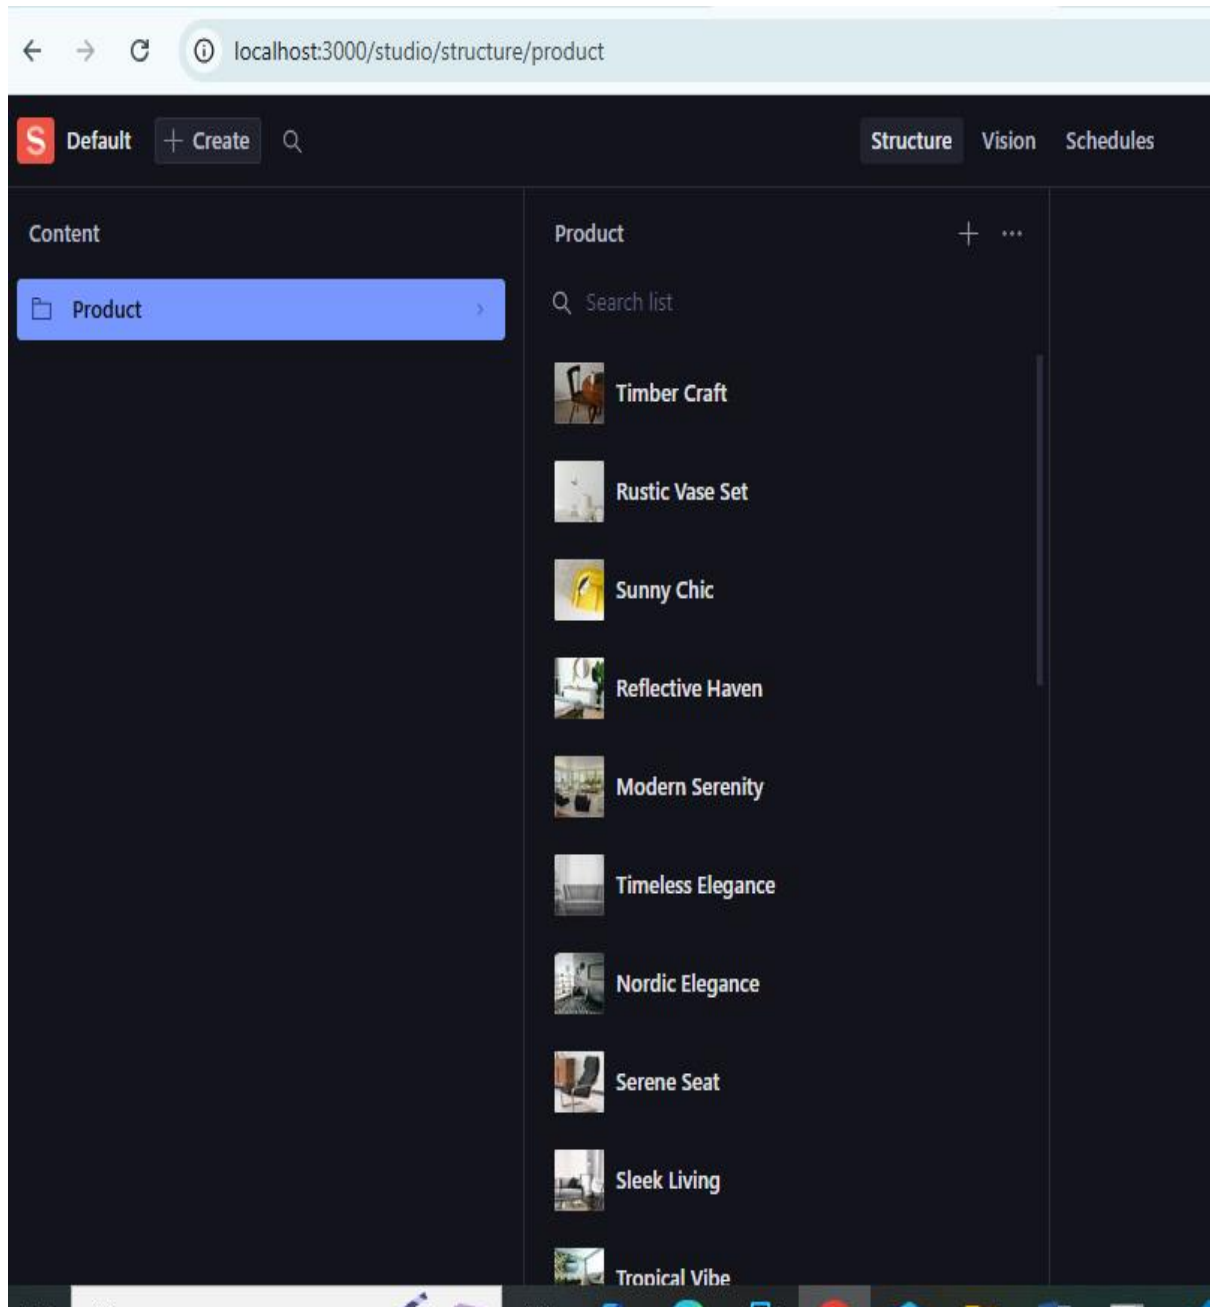 localhost:3000/studio/structure/product
S Default + Create Structure Vision Schedules
Content
Product
Product
Search list
Timber Craft
Rustic Vase Set
Sunny Chic
Reflective Haven
Modern Serenity
Timeless Elegance
Nordic Elegance
Serene Seat
Sleek Living
Tropical Vibe